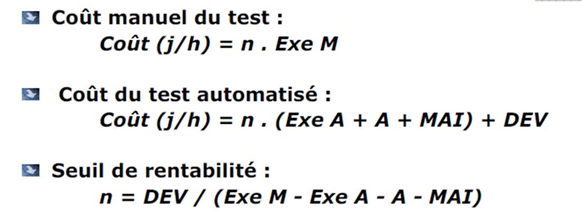 Coût manuel du test :
Coût (j/h) = n . Exe M
Coût du test automatisé :
Coût (j/h) = n . (Exe A + A + MAI) + DEV
Seuil de rentabilité :
n = DEV / (Exe M - Exe A - A - MAI)